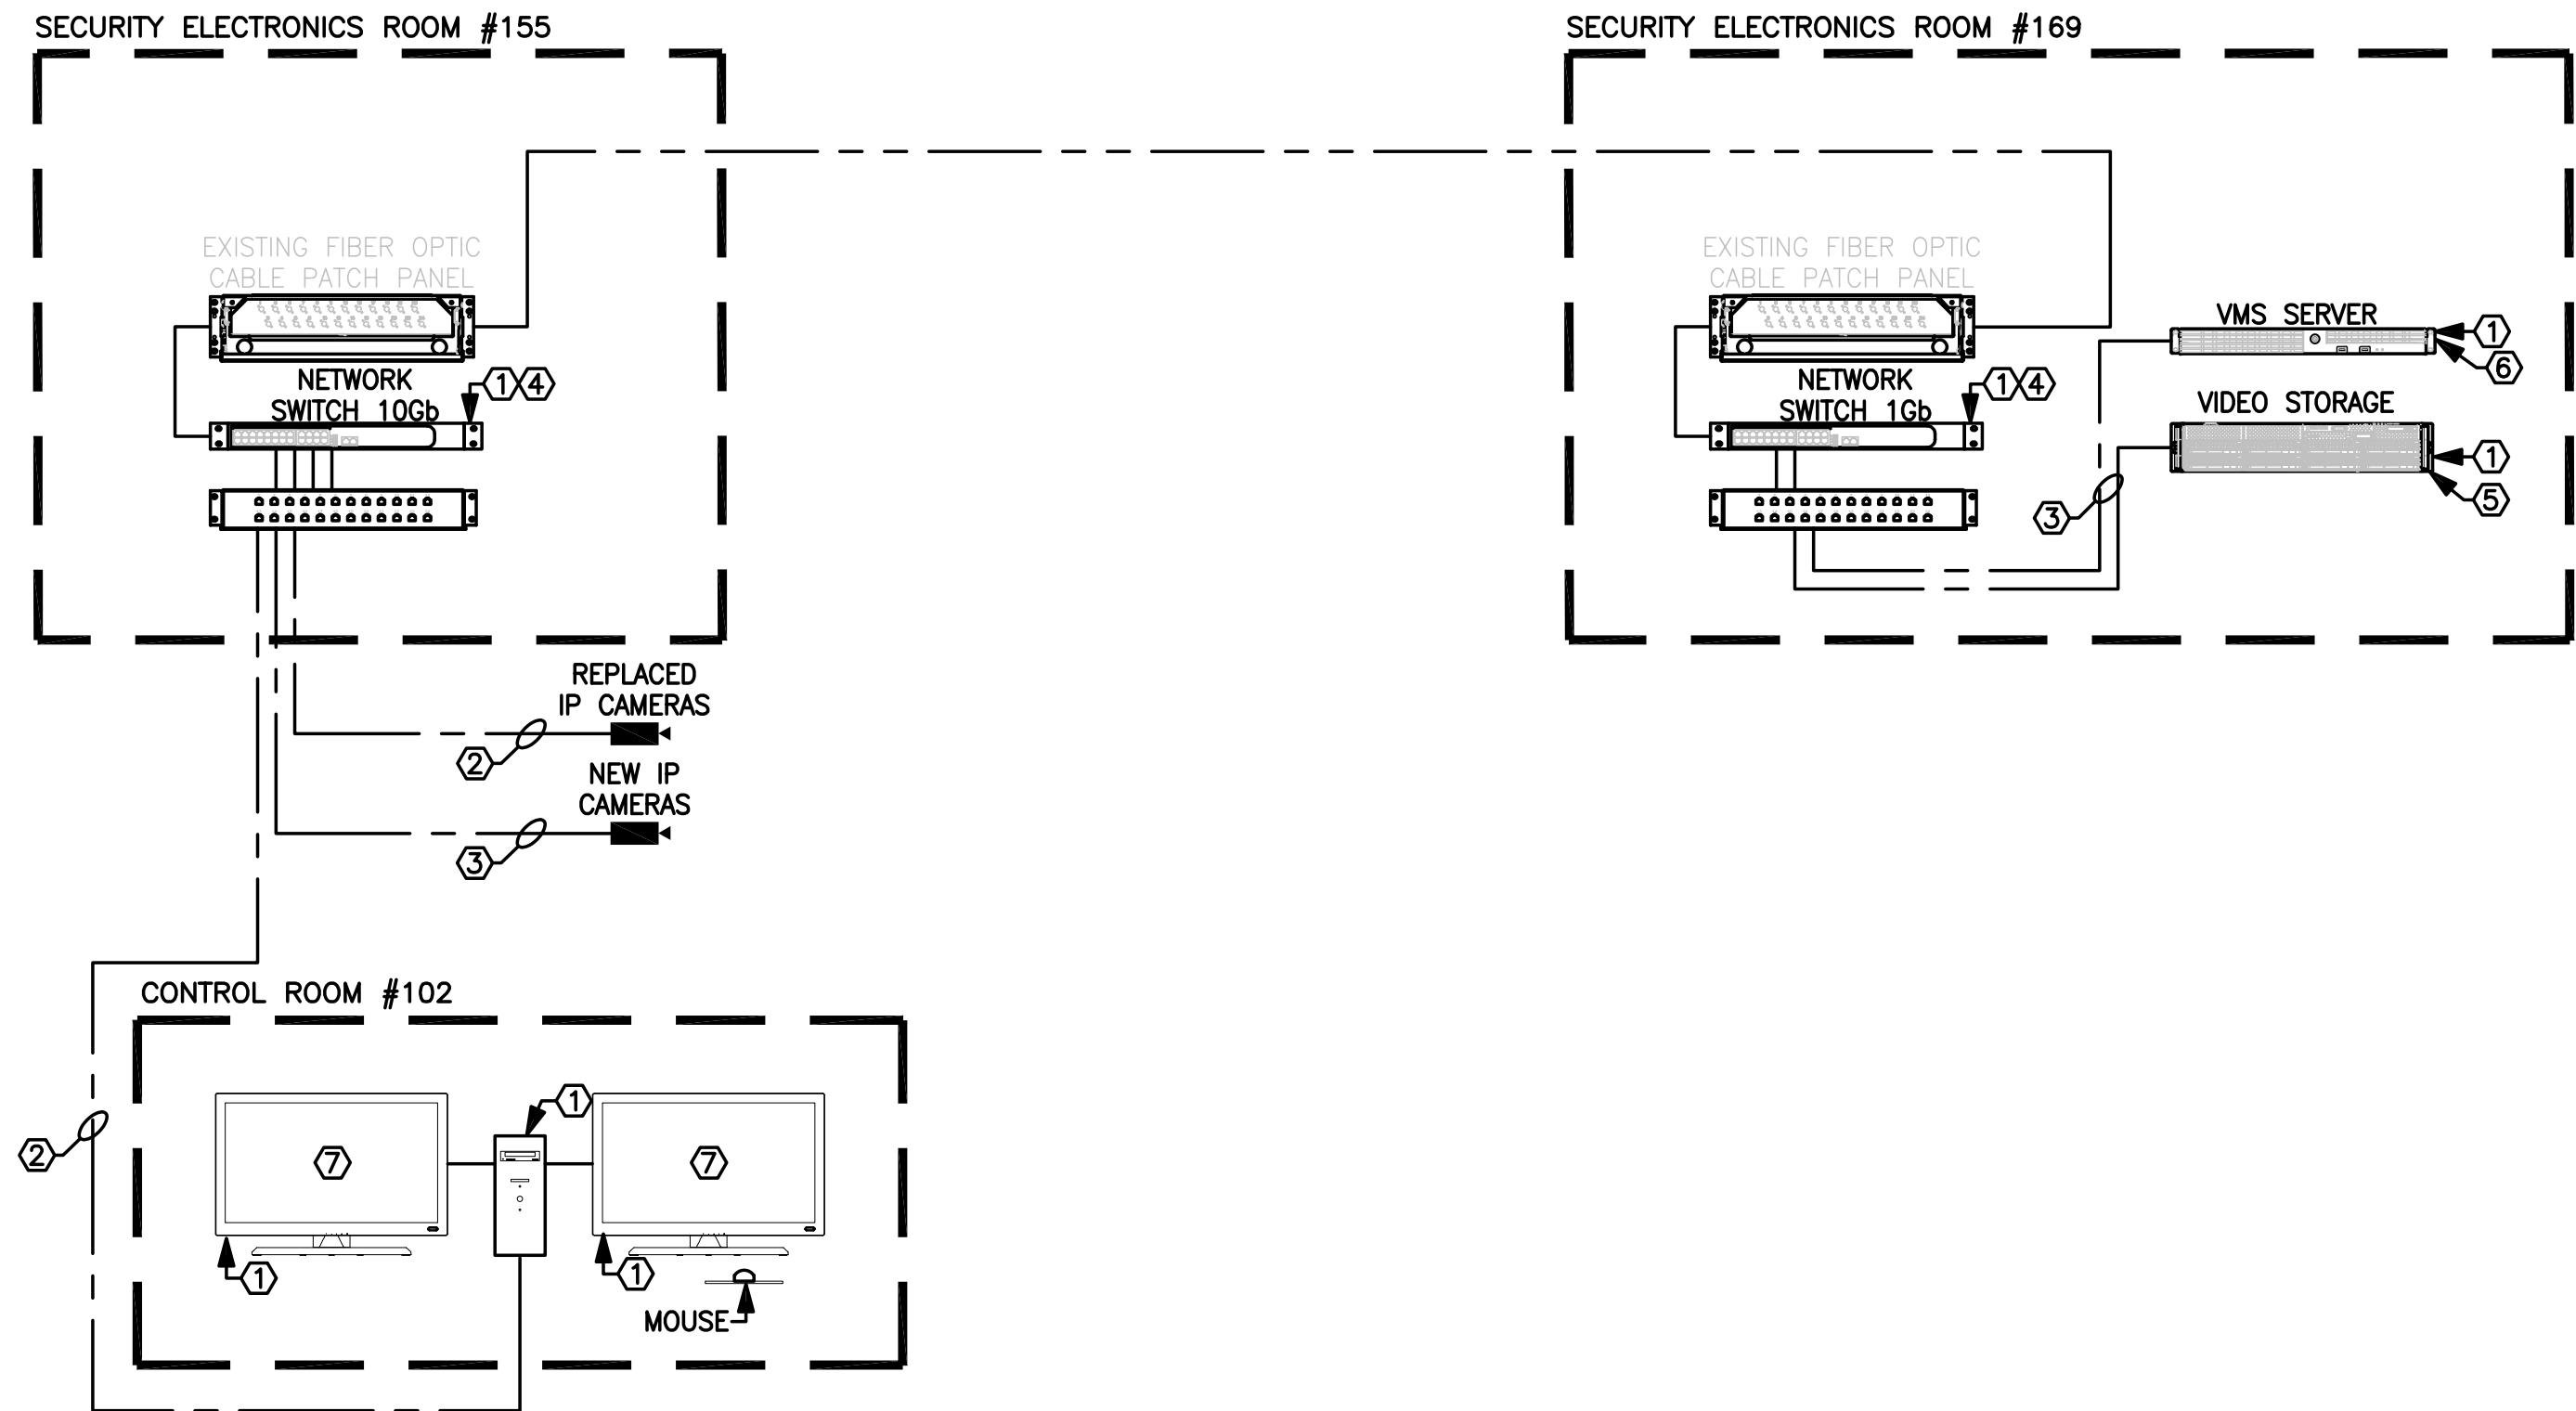 SECURITY ELECTRONICS ROOM #155
EXISTING FIBER OPTIC
CABLE PATCH PANEL
NETWORK
SWITCH 10Gb
1 4
REPLACED
IP CAMERAS
2
NEW IP
CAMERAS
3
SECURITY ELECTRONICS ROOM #169
EXISTING FIBER OPTIC
CABLE PATCH PANEL
NETWORK
SWITCH 1Gb
1 4
VMS SERVER
1
6
VIDEO STORAGE
1
5
3
CONTROL ROOM #102
2
7
1
1
7
1
MOUSE